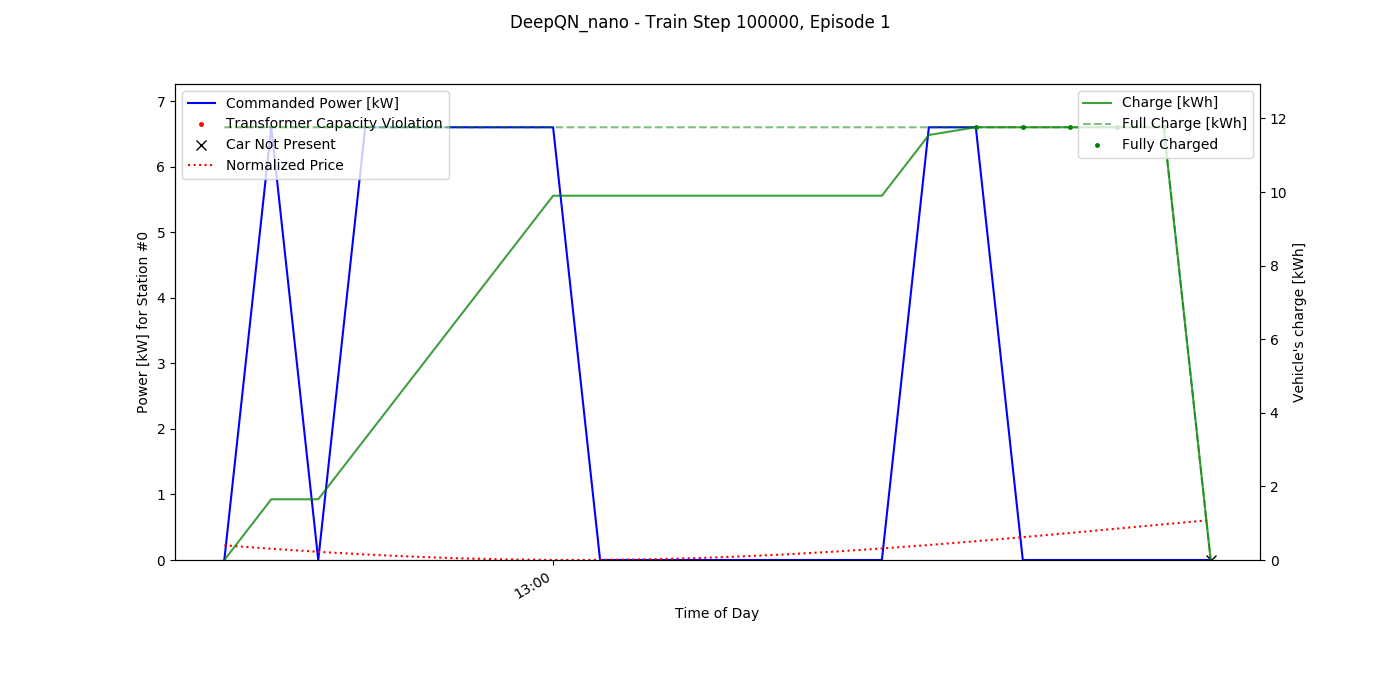 DeepQN_nano - Train Step 100000, Episode 1
Commanded Power [kW]
Transformer Capacity Violation
Car Not Present
Normalized Price
Charge [kWh]
Full Charge [kWh]
Fully Charged
7
6
5
4
3
2
1
0
Power [kW] for Station #0
12
10
8
6
4
2
0
Vehicle's charge [kWh]
13:00
Time of Day